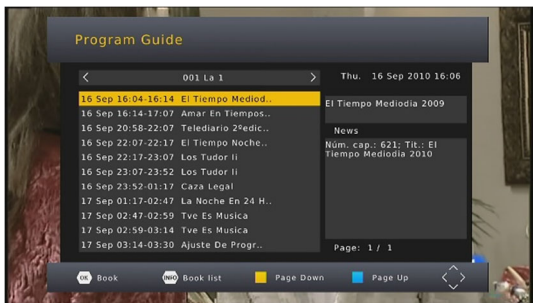 Program Guide
001 La 1
Thu. 16 Sep 2010 16:06
16 Sep 16:04-16:14 El Tiempo Mediod..
16 Sep 16:14-17:07 Amar En Tiempos..
16 Sep 20:58-22:07 Telediario 2ªedic..
16 Sep 22:07-22:17 El Tiempo Noche..
16 Sep 22:17-23:07 Los Tudor Ii
16 Sep 23:07-23:52 Los Tudor Ii
16 Sep 23:52-01:17 Caza Legal
17 Sep 01:17-02:47 La Noche En 24 H..
17 Sep 02:47-02:59 Tve Es Musica
17 Sep 02:59-03:14 Tve Es Musica
17 Sep 03:14-03:30 Ajuste De Progr..
El Tiempo Mediodia 2009
News
Núm. cap.: 621; Tit.: El
Tiempo Mediodia 2010
Page: 1 / 1
OK Book
INFO Book list
Page Down
Page Up